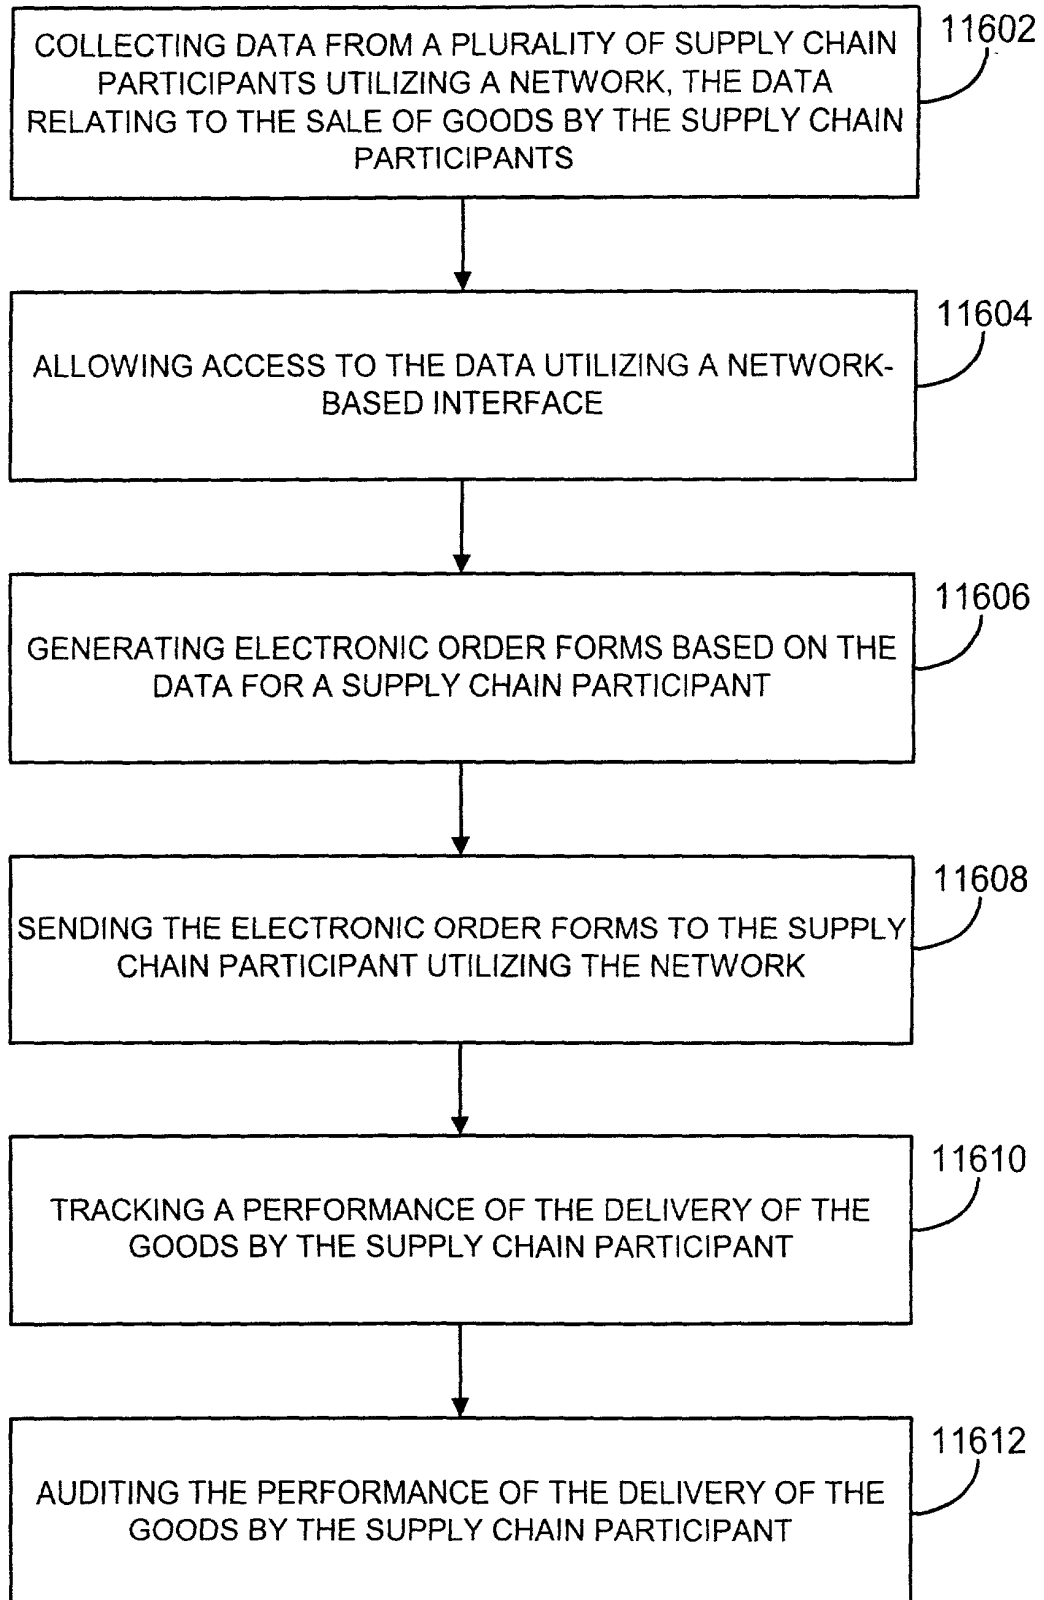 COLLECTING DATA FROM A PLURALITY OF SUPPLY CHAIN
PARTICIPANTS UTILIZING A NETWORK, THE DATA
RELATING TO THE SALE OF GOODS BY THE SUPPLY CHAIN
PARTICIPANTS
11602
ALLOWING ACCESS TO THE DATA UTILIZING A NETWORK-
BASED INTERFACE
11604
GENERATING ELECTRONIC ORDER FORMS BASED ON THE
DATA FOR A SUPPLY CHAIN PARTICIPANT
11606
SENDING THE ELECTRONIC ORDER FORMS TO THE SUPPLY
CHAIN PARTICIPANT UTILIZING THE NETWORK
11608
TRACKING A PERFORMANCE OF THE DELIVERY OF THE
GOODS BY THE SUPPLY CHAIN PARTICIPANT
11610
AUDITING THE PERFORMANCE OF THE DELIVERY OF THE
GOODS BY THE SUPPLY CHAIN PARTICIPANT
11612